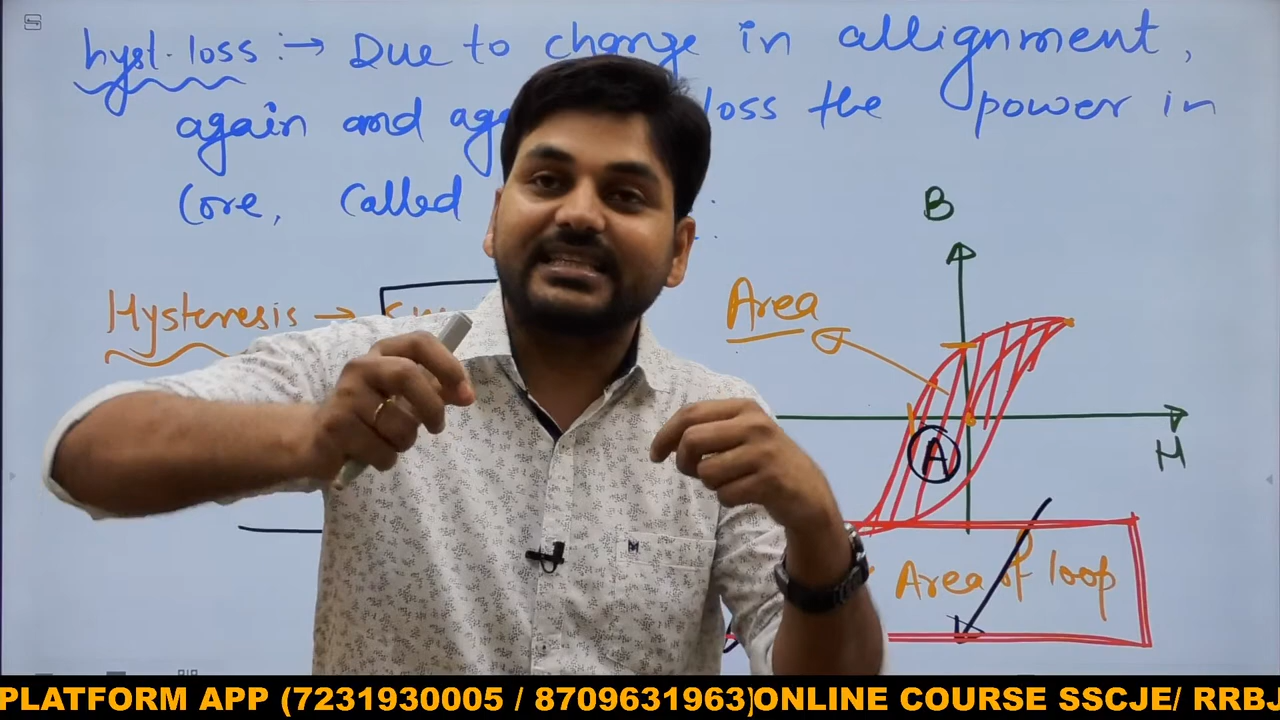 hyst. loss :→ Due to change in allignment,
again and loss the power in
Core, Called
B
Area
Hysteresis →
A
H
Area of loop
PLATFORM APP (7231930005 / 8709631963)ONLINE COURSE SSCJE/ RRBJ